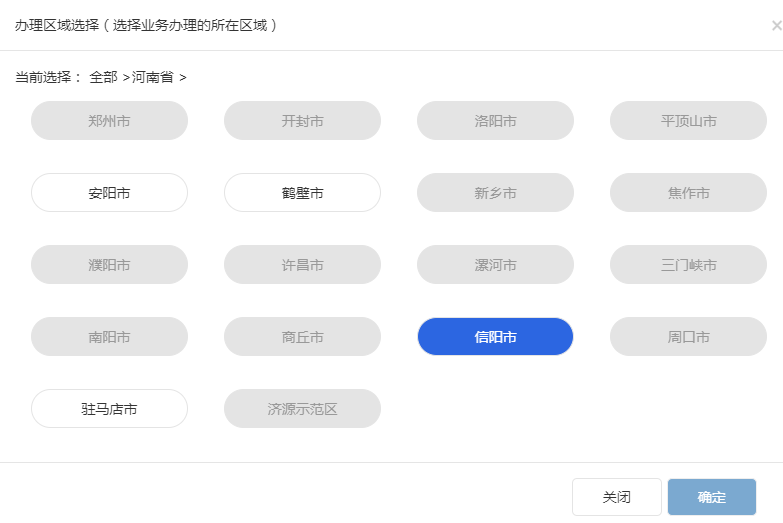 办理区域选择（选择业务办理的所在区域）
×
当前选择： 全部 >河南省 >
郑州市 开封市 洛阳市 平顶山市
安阳市 鹤壁市 新乡市 焦作市
濮阳市 许昌市 漯河市 三门峡市
南阳市 商丘市 信阳市 周口市
驻马店市 济源示范区
关闭 确定